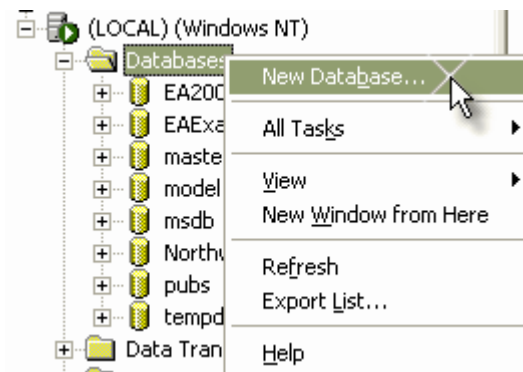 (LOCAL) (Windows NT)
Databases
EA200
EAExa
maste
model
msdb
North
pubs
tempd
Data Tran
New Database...
All Tasks
View
New Window from Here
Refresh
Export List...
Help